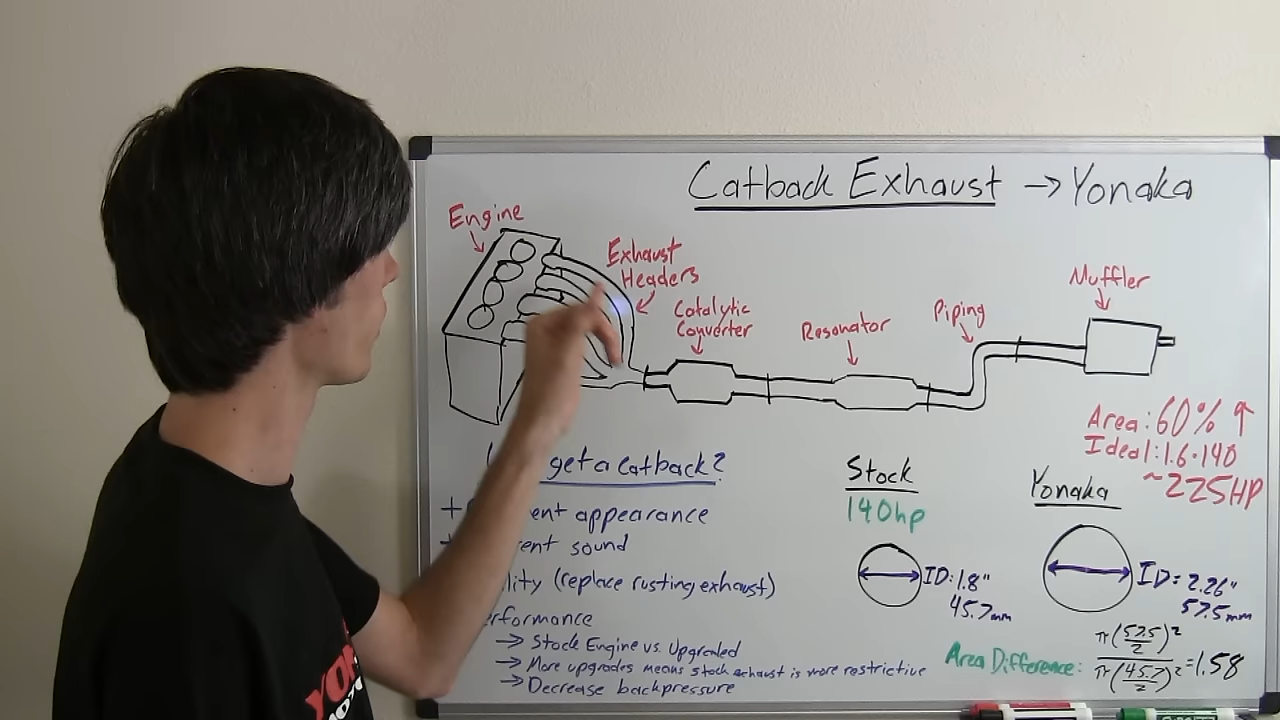 Catback Exhaust → Yonaka
Engine
Exhaust
Headers
Catalytic
Converter
Resonator
Piping
Muffler
Area: 60% ↑
Ideal: 1.6·140
~225HP
get a catback?
+ ent appearance
+ ent sound
ility (replace rusting exhaust)
erformance
→ Stock Engine vs. Upgraded
→ More upgrades means stock exhaust is more restrictive
→ Decrease backpressure
Stock
140hp
ID: 1.8"
45.7mm
Yonaka
ID= 2.26"
57.5mm
Area Difference: π(57.5/2)² / π(45.7/2)² = 1.58